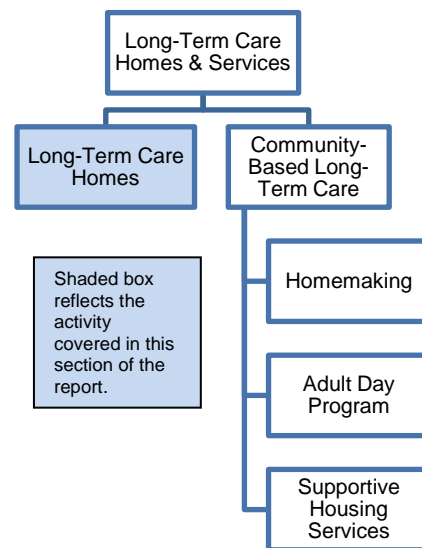 Long-Term Care
Homes & Services
Long-Term Care
Homes
Community-
Based Long-
Term Care
Shaded box
reflects the
activity
covered in this
section of the
report.
Homemaking
Adult Day
Program
Supportive
Housing
Services